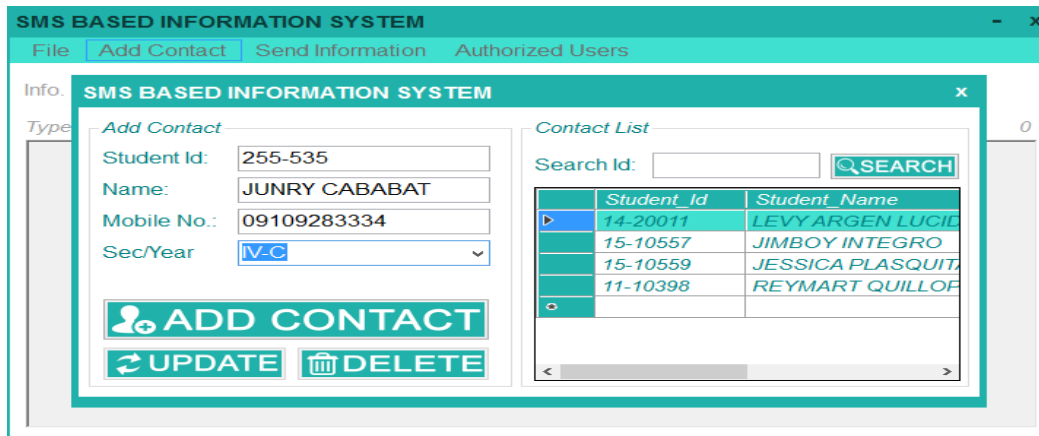 SMS BASED INFORMATION SYSTEM - x
File Add Contact Send Information Authorized Users
Info.
SMS BASED INFORMATION SYSTEM x
Type 0
Add Contact
Student Id: 255-535
Name: JUNRY CABABAT
Mobile No.: 09109283334
Sec/Year IV-C
ADD CONTACT
UPDATE DELETE
Contact List
Search Id: SEARCH
Student_Id Student_Name
14-20011 LEVY ARGEN LUCID
15-10557 JIMBOY INTEGRO
15-10559 JESSICA PLASQUIT
11-10398 REYMART QUILLOP